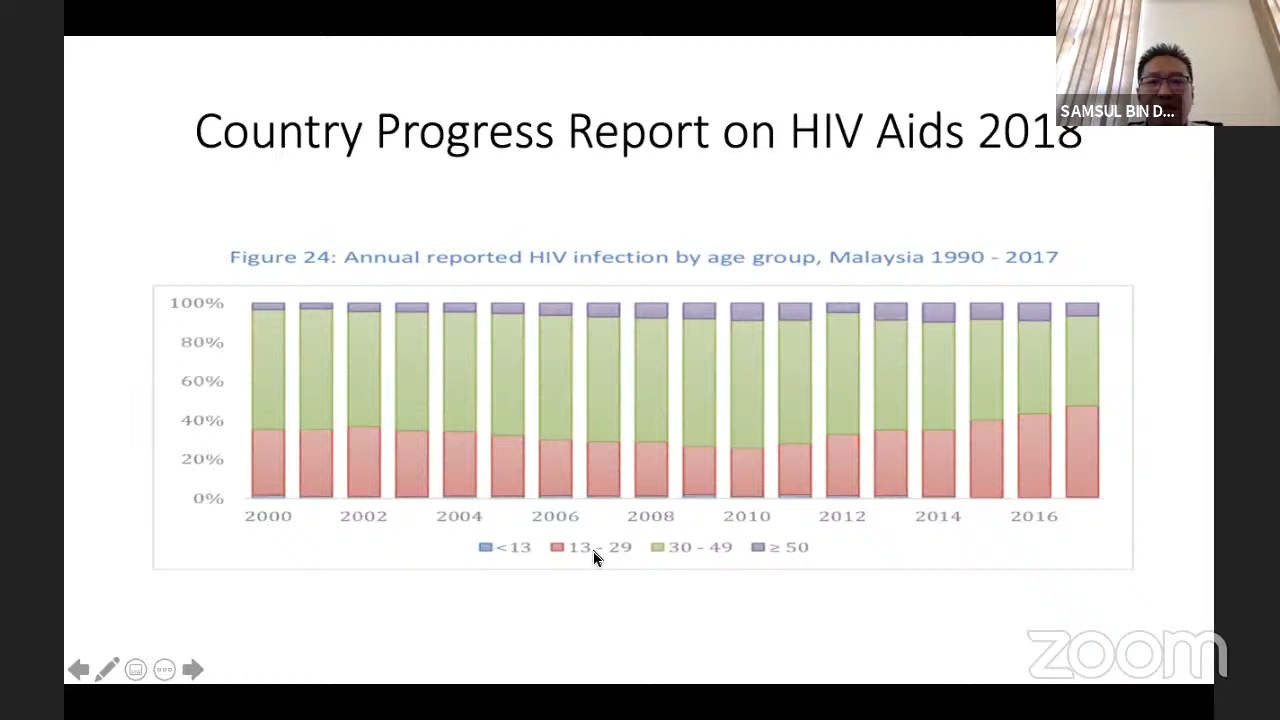 SAMSUL BIN D...
Country Progress Report on HIV Aids 2018
Figure 24: Annual reported HIV infection by age group, Malaysia 1990 - 2017
100%
80%
60%
40%
20%
0%
2000 2002 2004 2006 2008 2010 2012 2014 2016
<13 13 - 29 30 - 49 ≥ 50
zoom